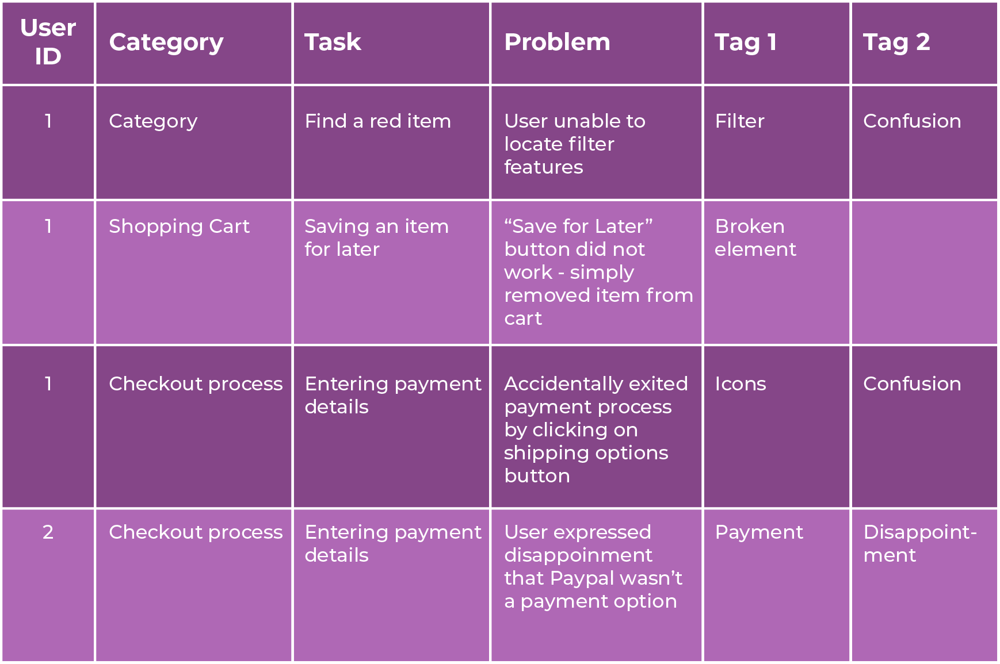 User
ID
Category
Task
Problem
Tag 1
Tag 2
1
Category
Find a red item
User unable to
locate filter
features
Filter
Confusion
1
Shopping Cart
Saving an item
for later
“Save for Later”
button did not
work - simply
removed item from
cart
Broken
element
1
Checkout process
Entering payment
details
Accidentally exited
payment process
by clicking on
shipping options
button
Icons
Confusion
2
Checkout process
Entering payment
details
User expressed
disappoinment
that Paypal wasn’t
a payment option
Payment
Disappoint-
ment